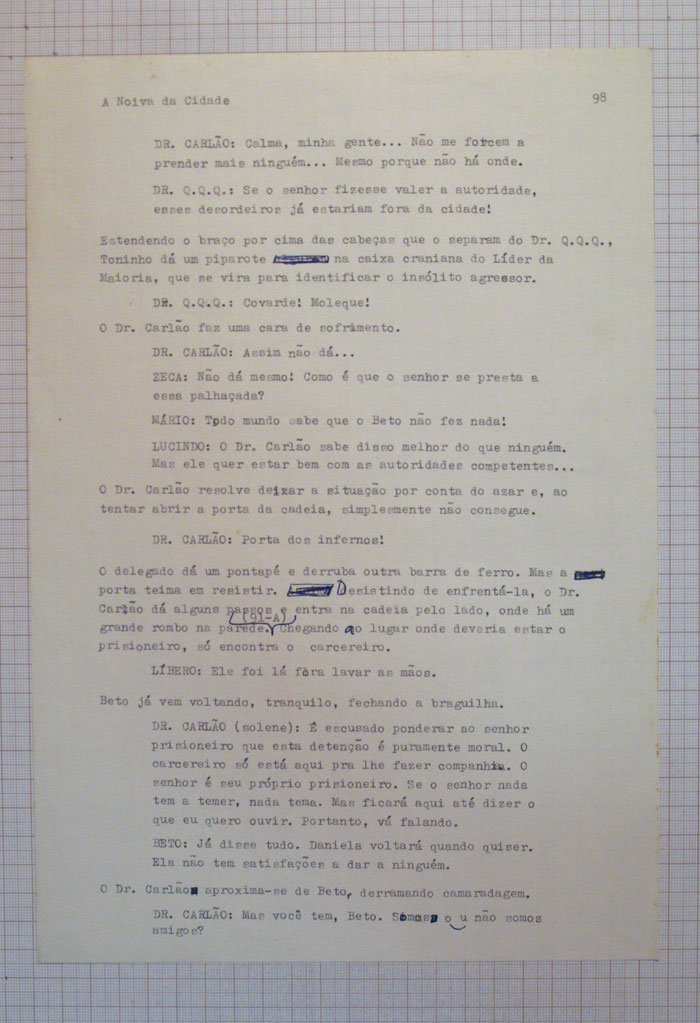 A Noiva da Cidade 98
DR. CARLÃO: Calma, minha gente... Não me forcem a
prender mais ninguém... Mesmo porque não há onde.
DR. Q.Q.Q.: Se o senhor fizesse valer a autoridade,
esses desordeiros já estariam fora da cidade!
Estendendo o braço por cima das cabeças que o separam do Dr. Q.Q.Q.,
Toninho dá um piparote na caixa craniana do Líder da
Maioria, que se vira para identificar o insólito agressor.
DR. Q.Q.Q.: Covarde! Moleque!
O Dr. Carlão faz uma cara de sofrimento.
DR. CARLÃO: Assim não dá...
ZECA: Não dá mesmo! Como é que o senhor se presta a
essa palhaçada?
MÁRIO: Todo mundo sabe que o Beto não fez nada!
LUCINDO: O Dr. Carlão sabe disso melhor do que ninguém.
Mas ele quer estar bem com as autoridades competentes...
O Dr. Carlão resolve deixar a situação por conta do azar e, ao
tentar abrir a porta da cadeia, simplesmente não consegue.
DR. CARLÃO: Porta dos infernos!
O delegado dá um pontapé e derruba outra barra de ferro. Mas a
porta teima em resistir. Desistindo de enfrentá-la, o Dr.
Carlão dá alguns passos e entra na cadeia pelo lado, onde há um
(91-A)
grande rombo na parede. Chegando ao lugar onde deveria estar o
prisioneiro, só encontra o carcereiro.
LÍBERO: Ele foi lá fora lavar as mãos.
Beto já vem voltando, tranquilo, fechando a braguilha.
DR. CARLÃO (solene): É escusado ponderar ao senhor
prisioneiro que esta detenção é puramente moral. O
carcereiro só está aqui pra lhe fazer companhia. O
senhor é seu próprio prisioneiro. Se o senhor nada
tem a temer, nada tema. Mas ficará aqui até dizer o
que eu quero ouvir. Portanto, vá falando.
BETO: Já disse tudo. Daniela voltará quando quiser.
Ela não tem satisfações a dar a ninguém.
O Dr. Carlão aproxima-se de Beto, derramando camaradagem.
DR. CARLÃO: Mas você tem, Beto. Somos o u não somos
amigos?